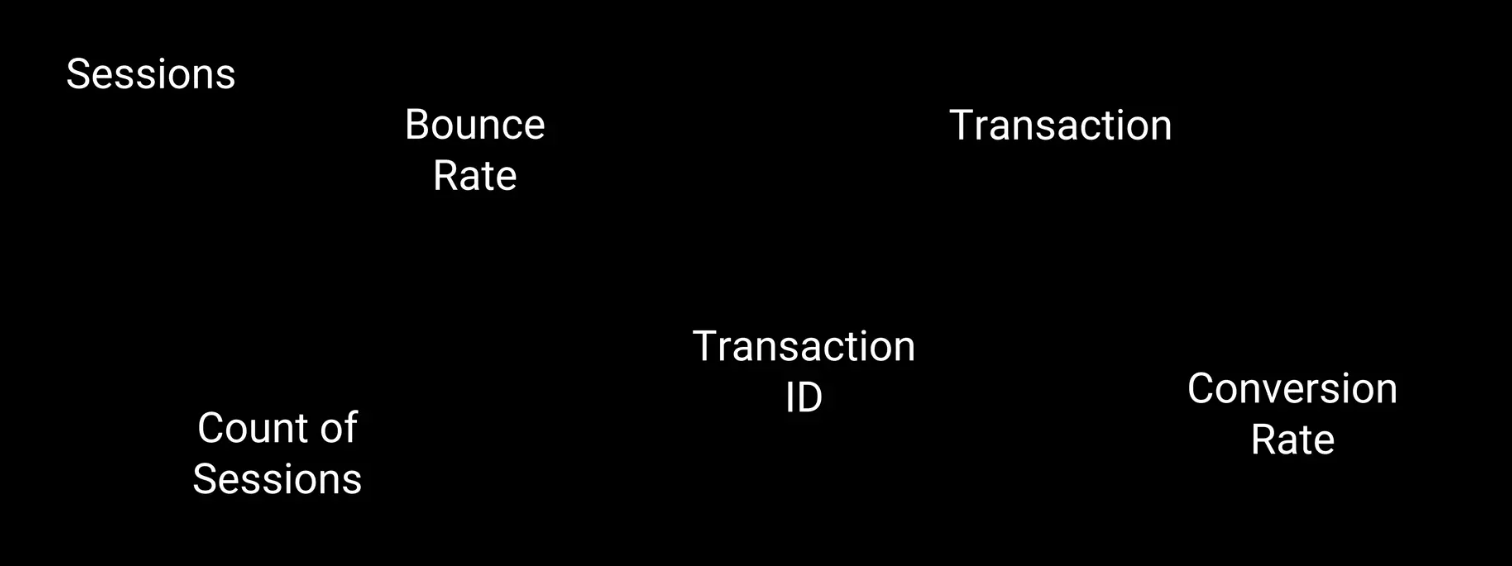 Sessions
Bounce
Rate
Transaction
Transaction
ID
Conversion
Rate
Count of
Sessions